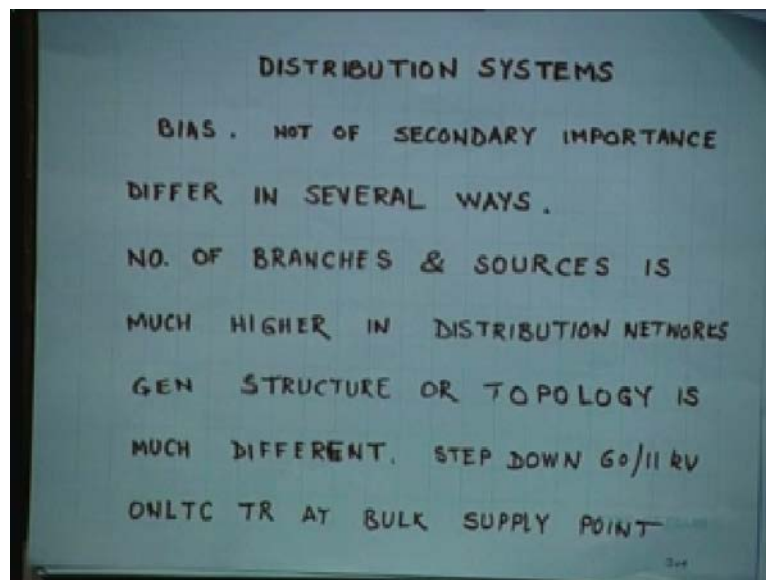 DISTRIBUTION SYSTEMS
BIAS. NOT OF SECONDARY IMPORTANCE
DIFFER IN SEVERAL WAYS.
NO. OF BRANCHES & SOURCES IS
MUCH HIGHER IN DISTRIBUTION NETWORKS
GEN STRUCTURE OR TOPOLOGY IS
MUCH DIFFERENT. STEP DOWN 60/11 KV
ONLTC TR AT BULK SUPPLY POINT